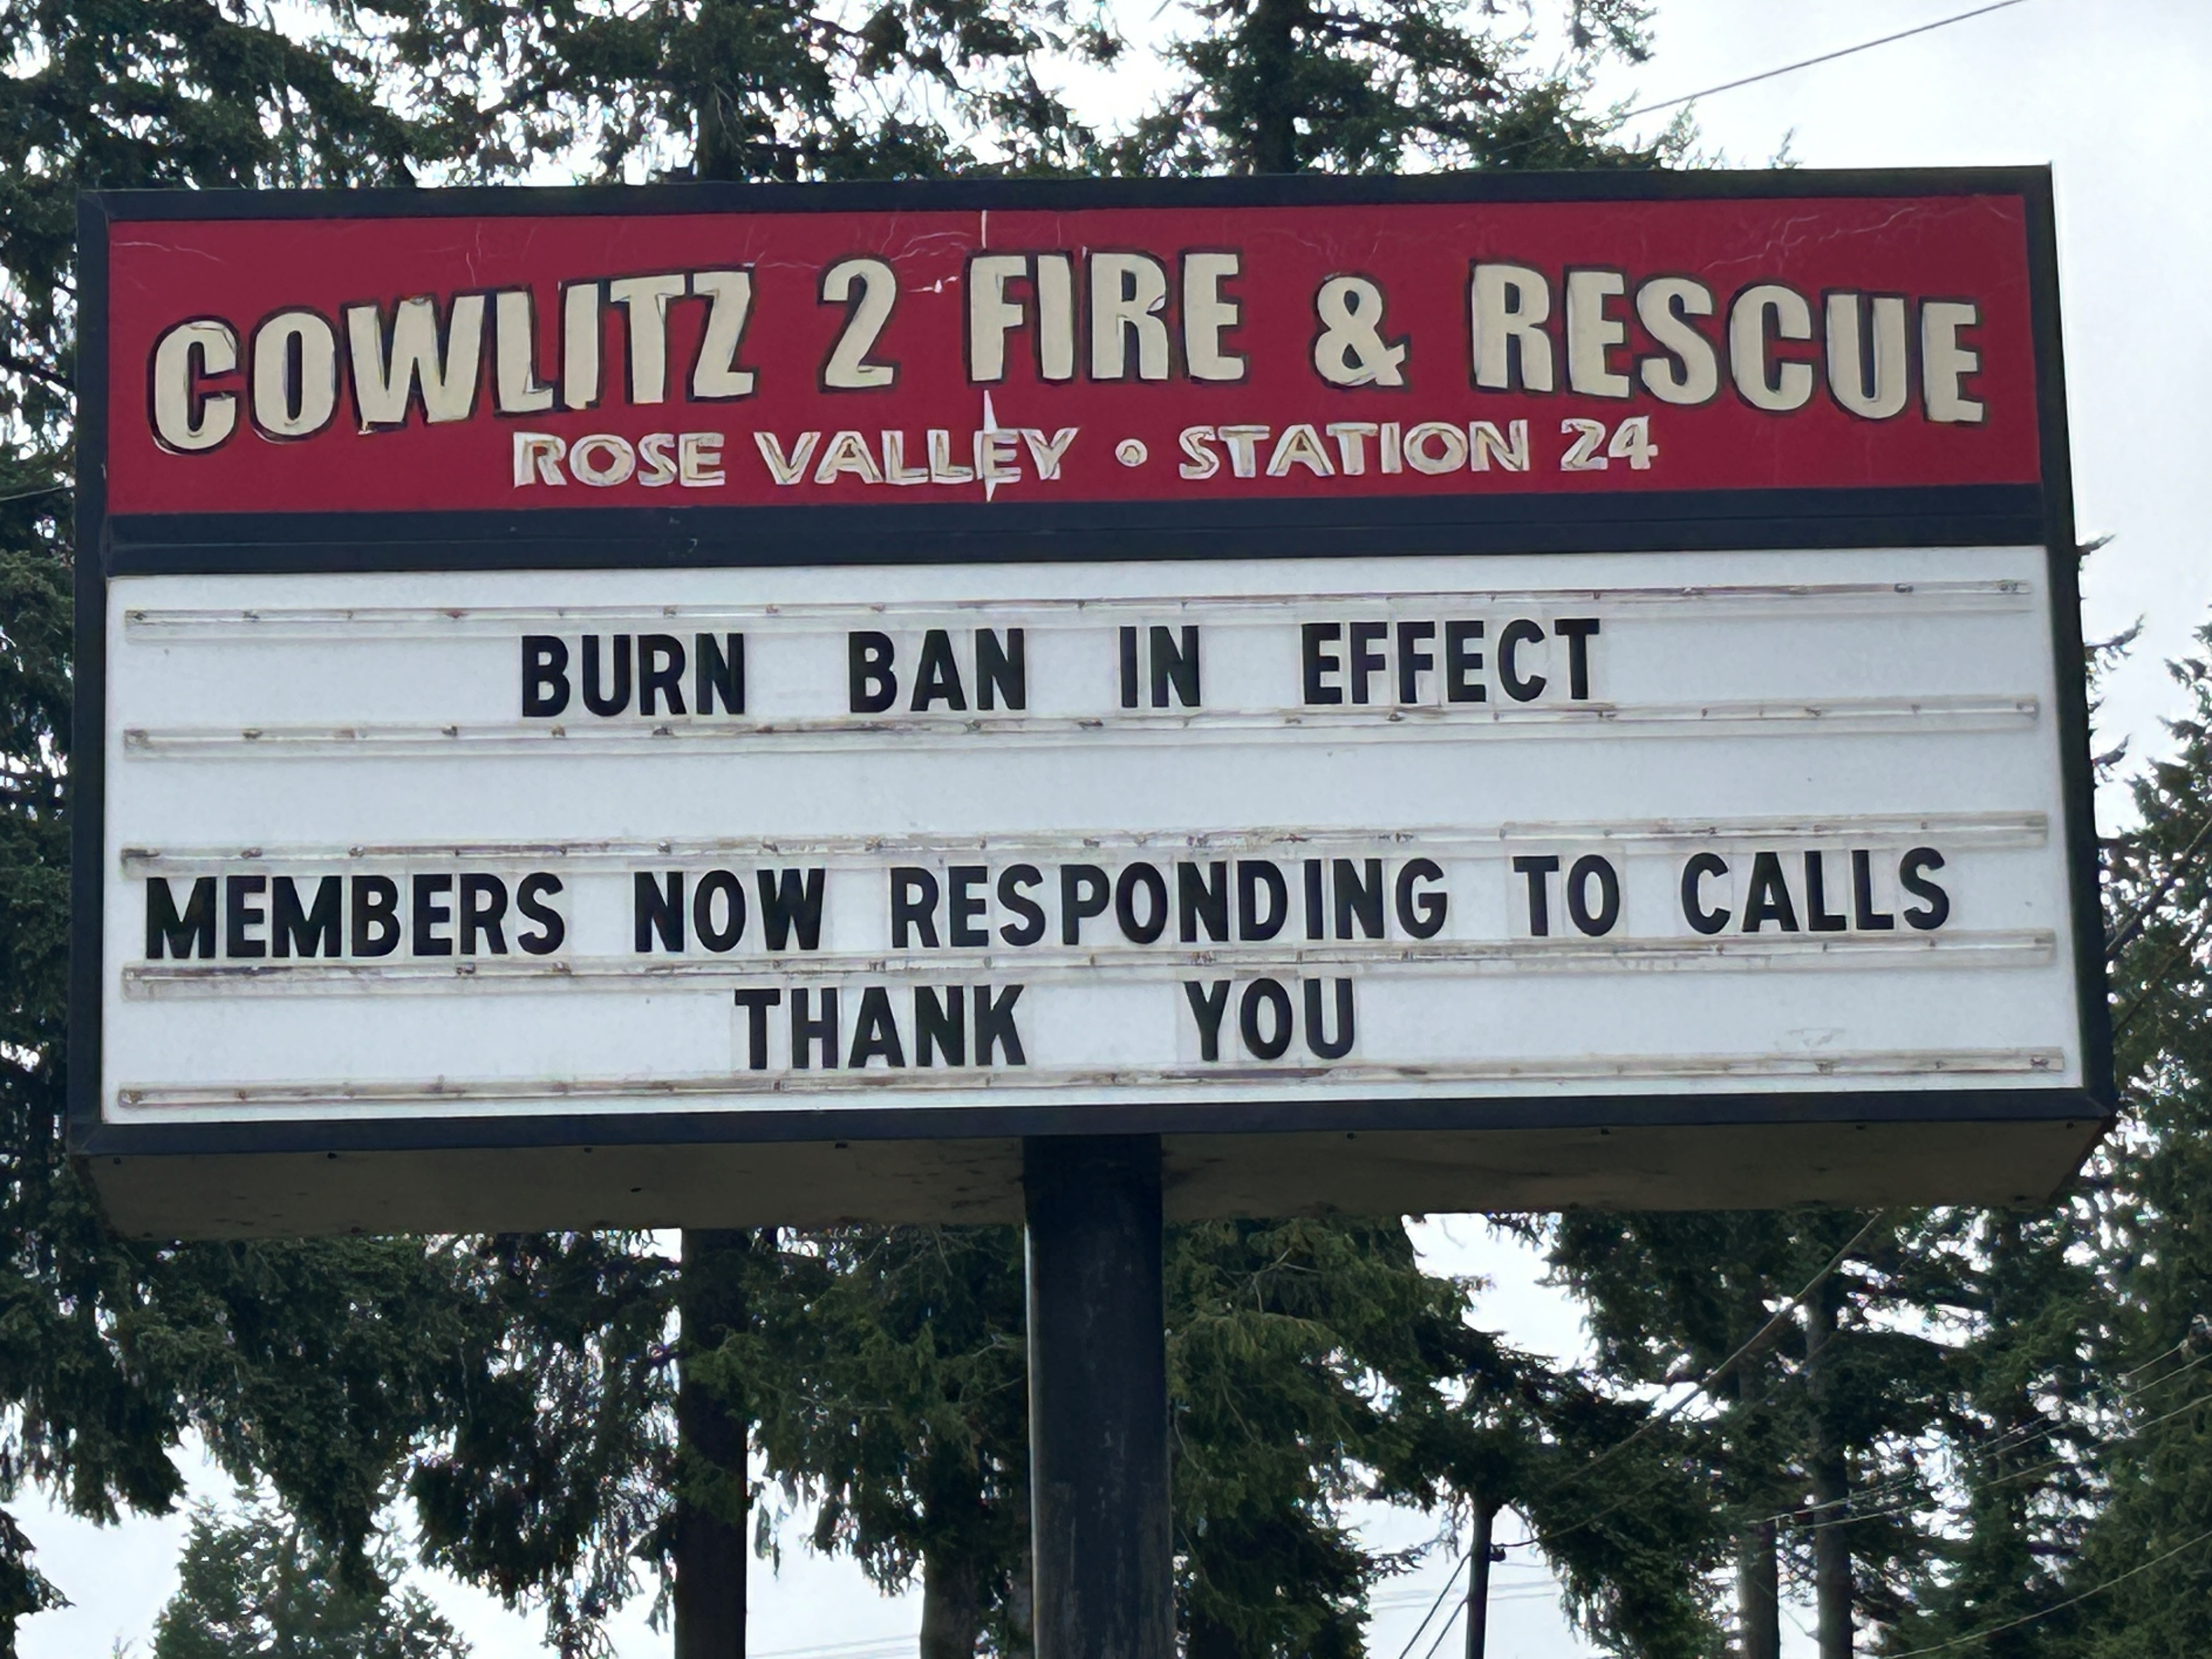 COWLITZ 2 FIRE & RESCUE
ROSE VALLEY • STATION 24
BURN BAN IN EFFECT
MEMBERS NOW RESPONDING TO CALLS
THANK YOU